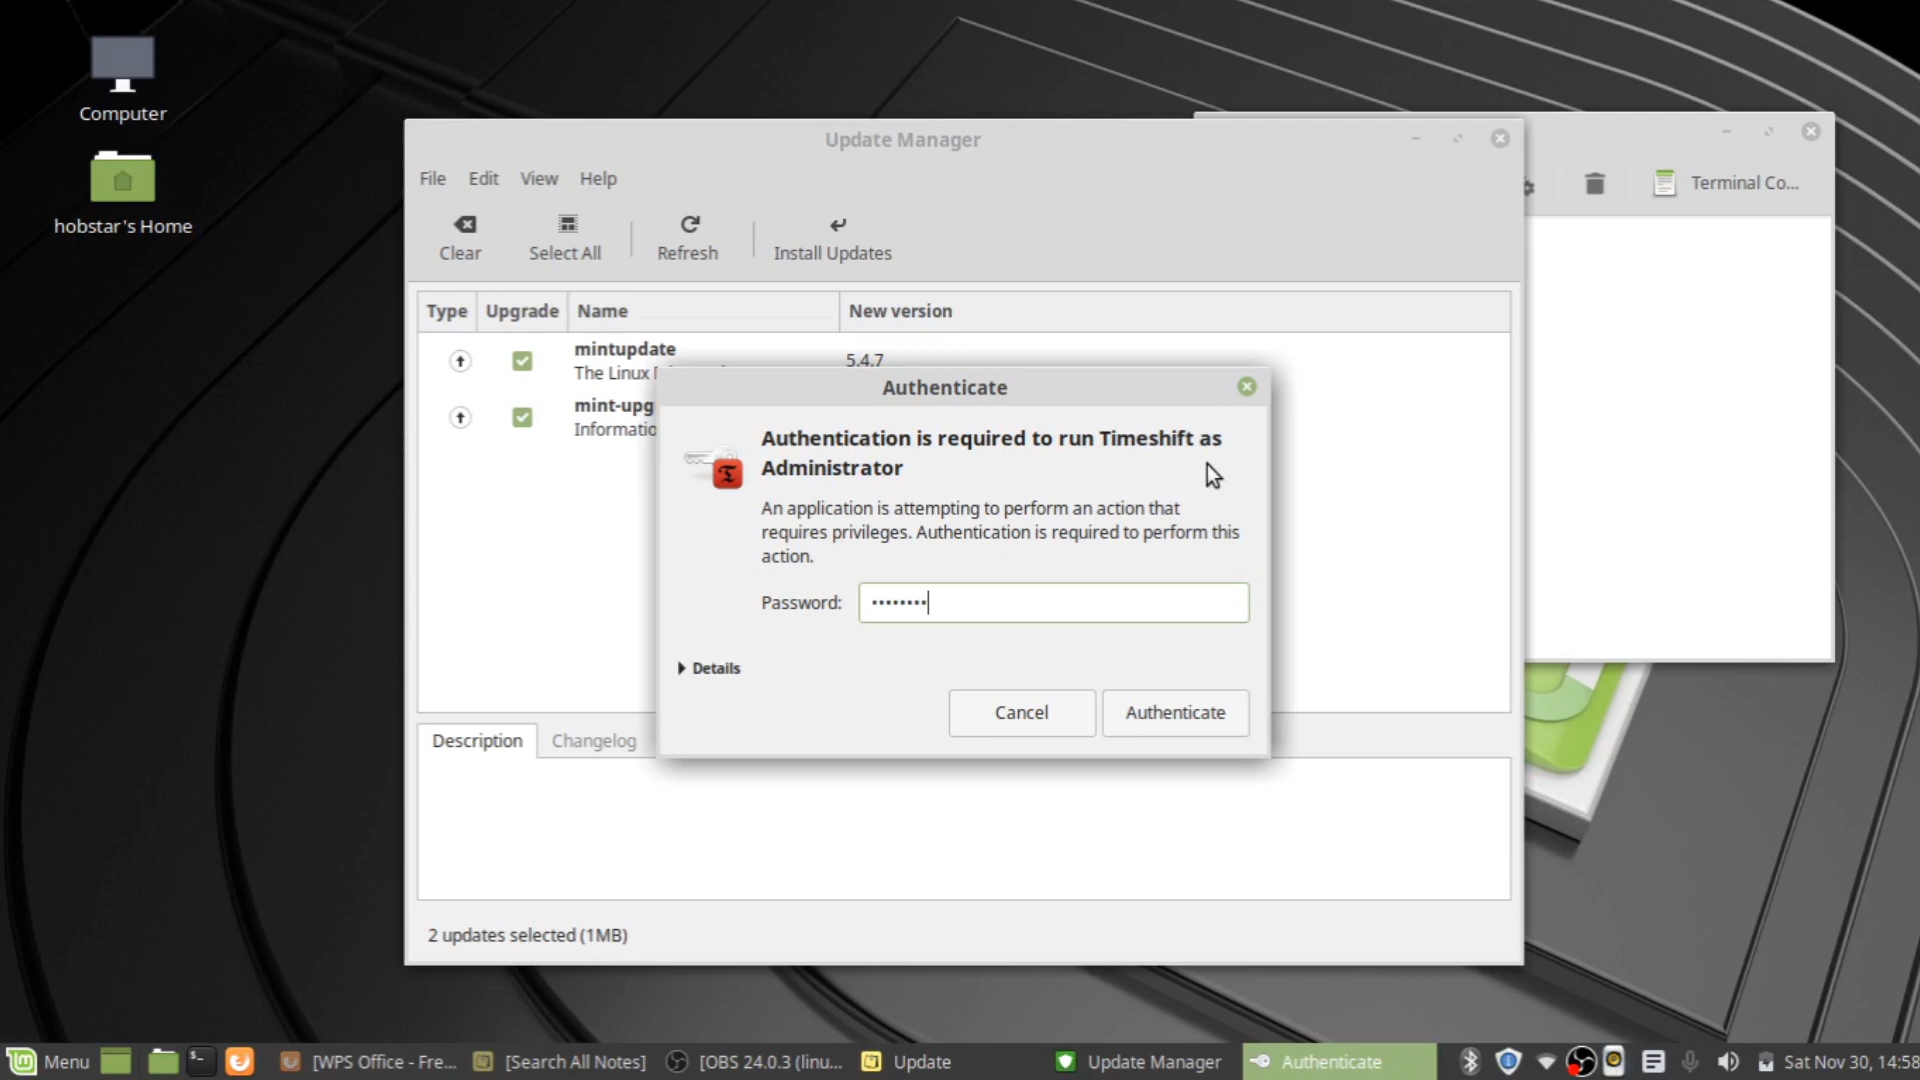 Computer
hobstar's Home
Update Manager
File Edit View Help
Clear Select All Refresh Install Updates
Terminal Co...
Type Upgrade Name New version
mintupdate
The Linux
5.4.7
mint-upg
Informatio
Authenticate
Authentication is required to run Timeshift as
Administrator
An application is attempting to perform an action that
requires privileges. Authentication is required to perform this
action.
Password: ••••••••
Details
Cancel Authenticate
Description Changelog
2 updates selected (1MB)
Menu [WPS Office - Fre... [Search All Notes] [OBS 24.0.3 (linu... Update Update Manager Authenticate Sat Nov 30, 14:58